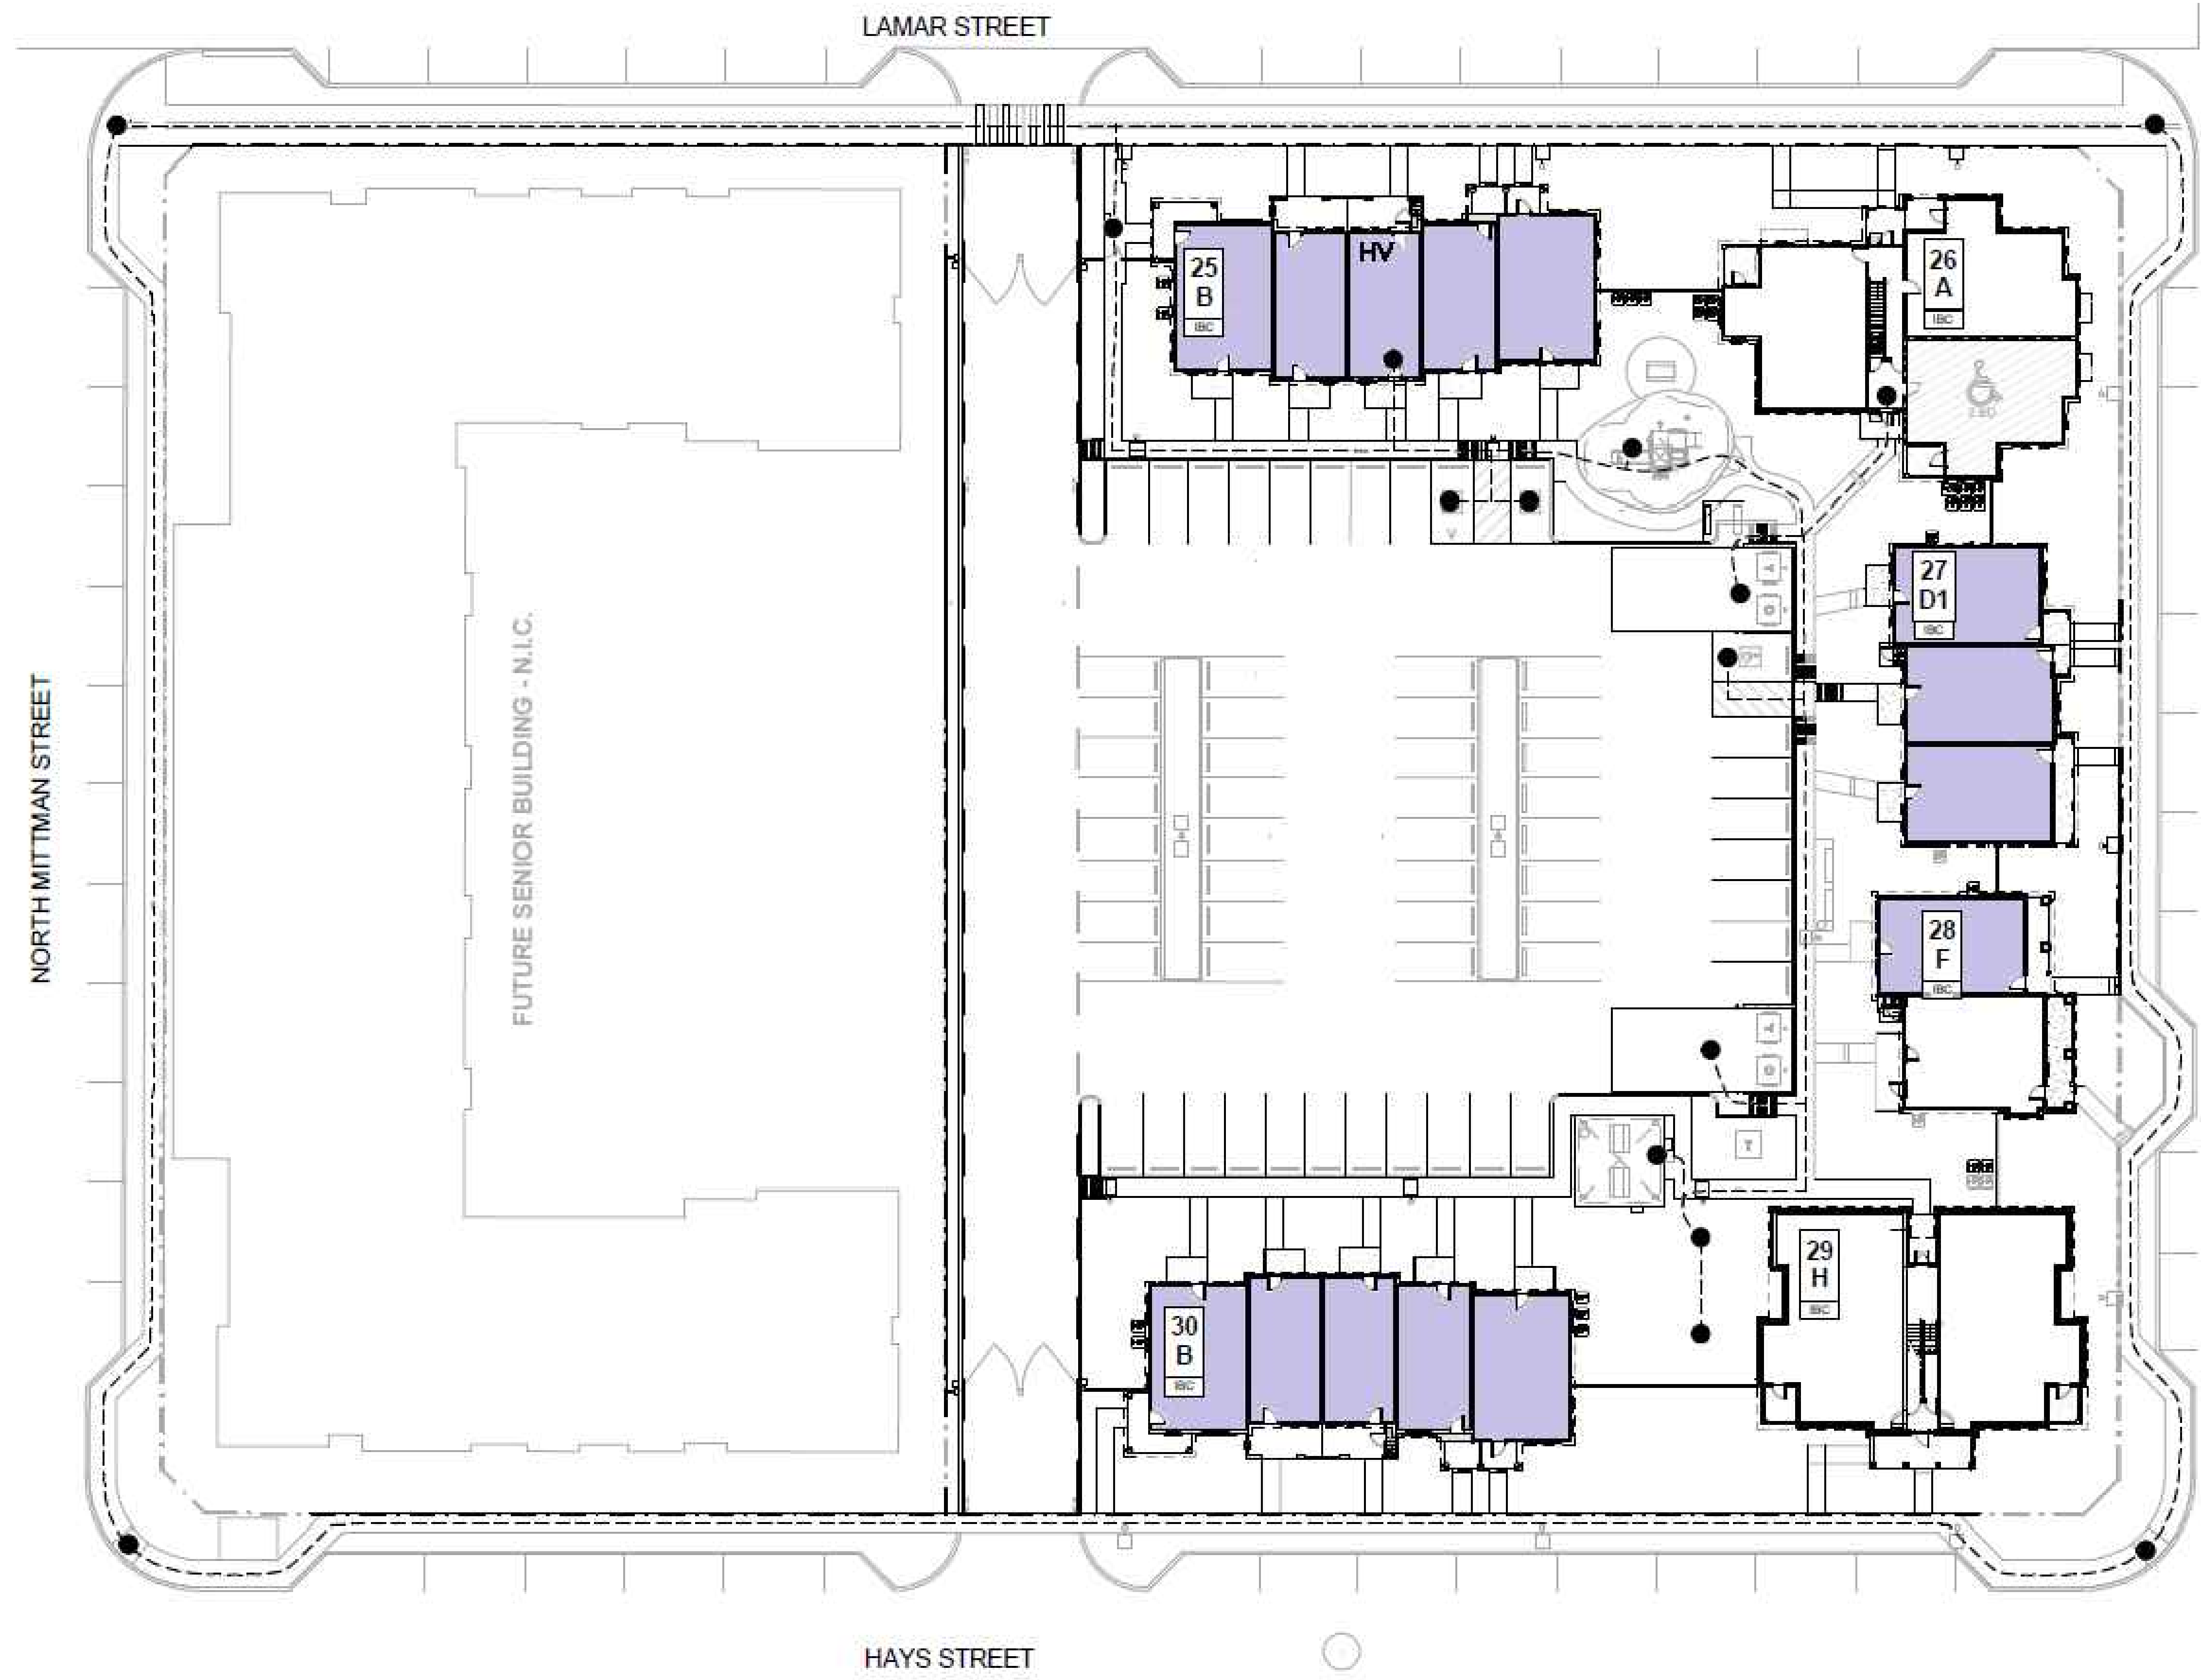 LAMAR STREET
25
B
IBC
HV
26
A
IBC
27
D1
IBC
NORTH MITTMAN STREET
FUTURE SENIOR BUILDING - N.I.C.
28
F
IBC
29
H
IBC
30
B
IBC
HAYS STREET